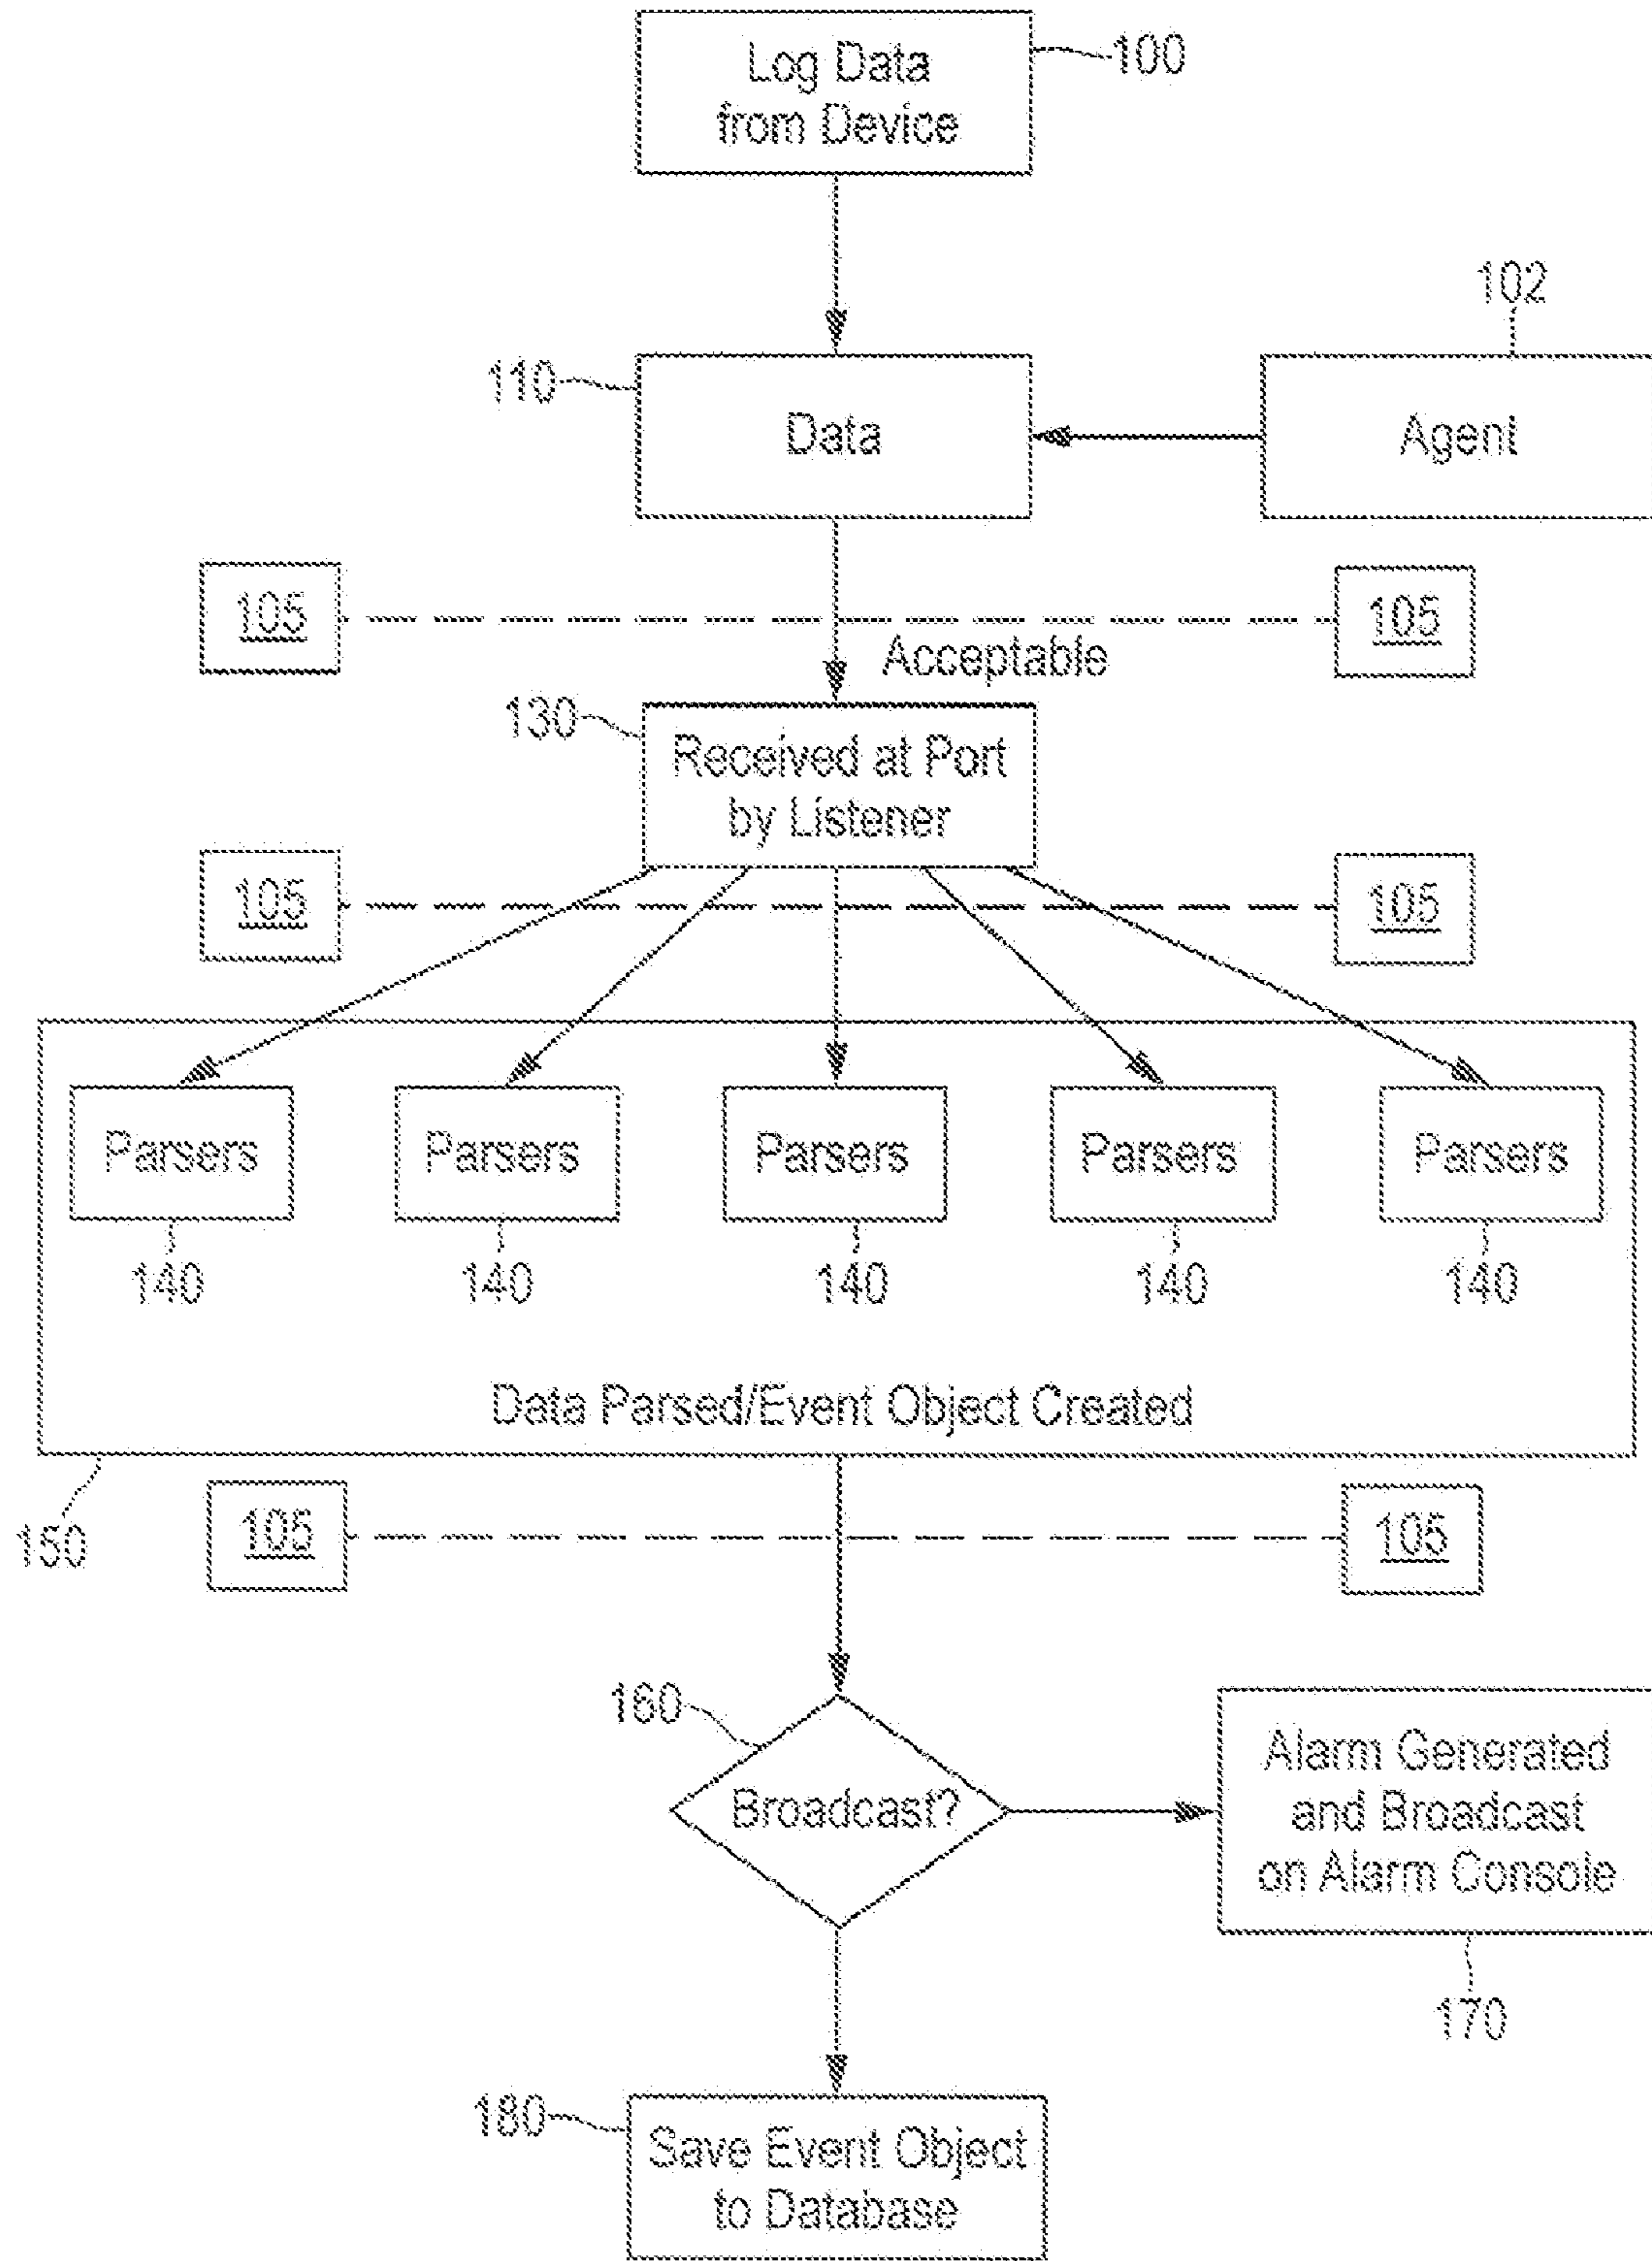 Log Data
from Device
100
102
110
Data
Agent
105
105
Acceptable
130
Received at Port
by Listener
105
105
Parsers
Parsers
Parsers
Parsers
Parsers
140
140
140
140
140
Data Parsed/Event Object Created
150
105
105
160
Broadcast?
Alarm Generated
and Broadcast
on Alarm Console
170
180
Save Event Object
to Database